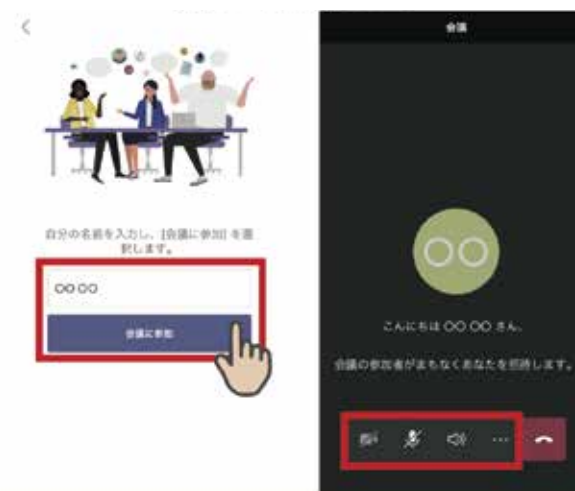 自分の名前を入力し、[会議に参加] を選
択します。
〇〇 〇〇
会議に参加
会議
〇〇
こんにちは 〇〇 〇〇 さん、
会議の参加者がまもなくあなたを招待します。